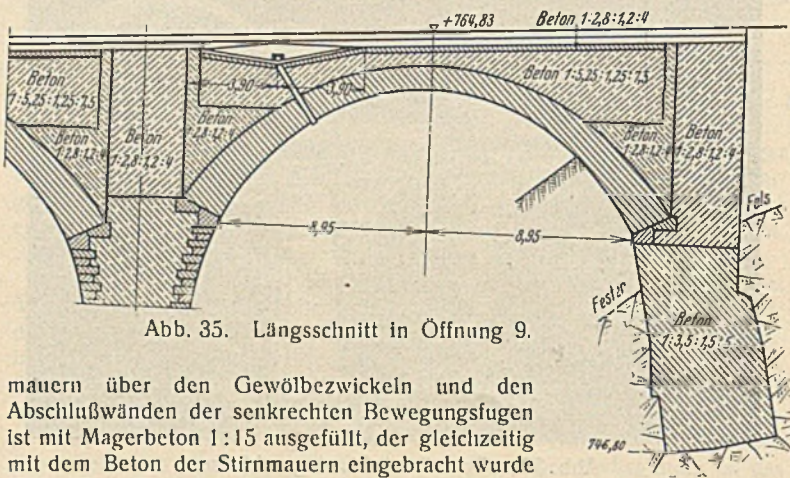 +764,83
Beton 1:2,8:1,2:4
Beton
1:5,25:1,25:7,5
Beton
1:2,8:1,2:4
Beton
1:2,8:1,2:4
3,90
Beton
1:2,8:1,2:4
3,90
Beton 1:5,25:1,25:7,5
Beton
1:2,8:1,2:4
Beton
1:2,8:1,2:4
8,95
8,95
Fels
Fester
Beton
1:3,5:1,5:5
746,80
Abb. 35. Längsschnitt in Öffnung 9.
mauern über den Gewölbezwickeln und den
Abschlußwänden der senkrechten Bewegungsfugen
ist mit Magerbeton 1:15 ausgefüllt, der gleichzeitig
mit dem Beton der Stirnmauern eingebracht wurde